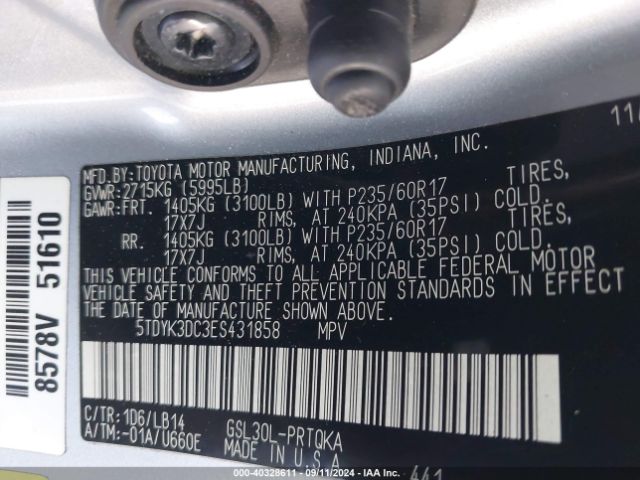 11/
MFD.BY:TOYOTA MOTOR MANUFACTURING, INDIANA, INC.
GVWR:2715KG (5995LB)
GAWR:FRT. 1405KG (3100LB) WITH P235/60R17 TIRES,
17X7J RIMS, AT 240KPA (35PSI) COLD.
RR. 1405KG (3100LB) WITH P235/60R17 TIRES,
17X7J RIMS, AT 240KPA (35PSI) COLD.
THIS VEHICLE CONFORMS TO ALL APPLICABLE FEDERAL MOTOR
VEHICLE SAFETY AND THEFT PREVENTION STANDARDS IN EFFECT
ON THE DATE OF MANUFACTURE SHOWN ABOVE.
5TDYK3DC3ES431858 MPV
C/TR:1D6/LB14 GSL30L-PRTQKA
A/TM:-01A/U660E MADE IN U.S.A
441
8578V 51610
© 40328611 - 09/11/2024 - IAA Holdings, LLC